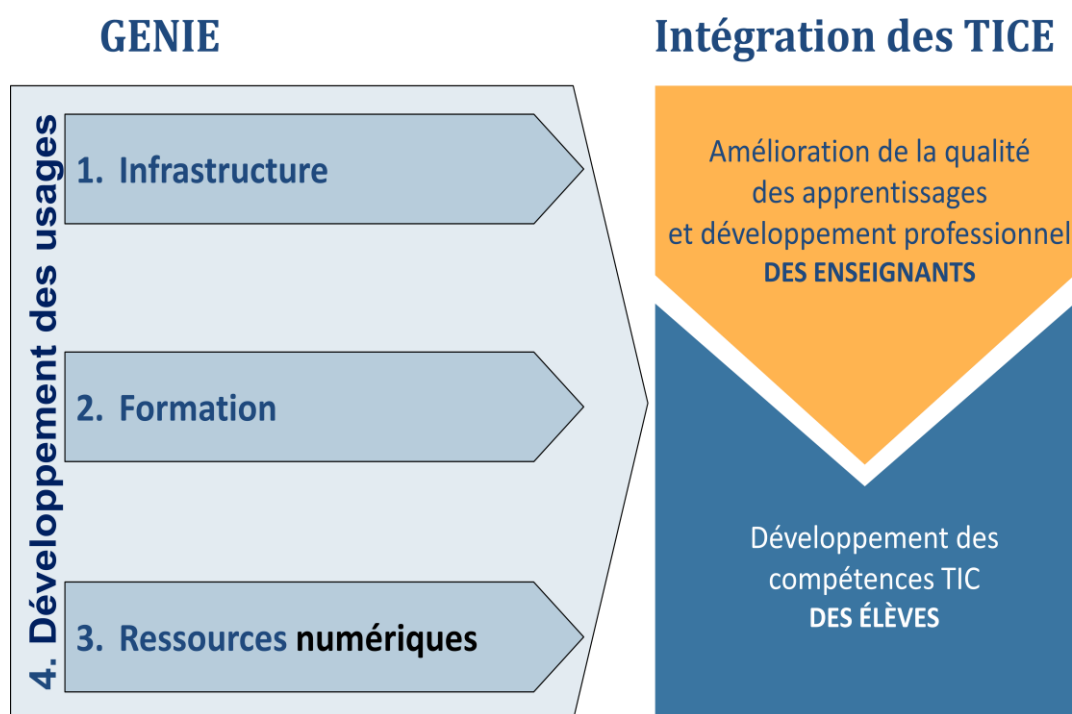 GENIE
Intégration des TICE
4. Développement des usages
1. Infrastructure
2. Formation
3. Ressources numériques
Amélioration de la qualité
des apprentissages
et développement professionnel
DES ENSEIGNANTS
Développement des
compétences TIC
DES ÉLÈVES